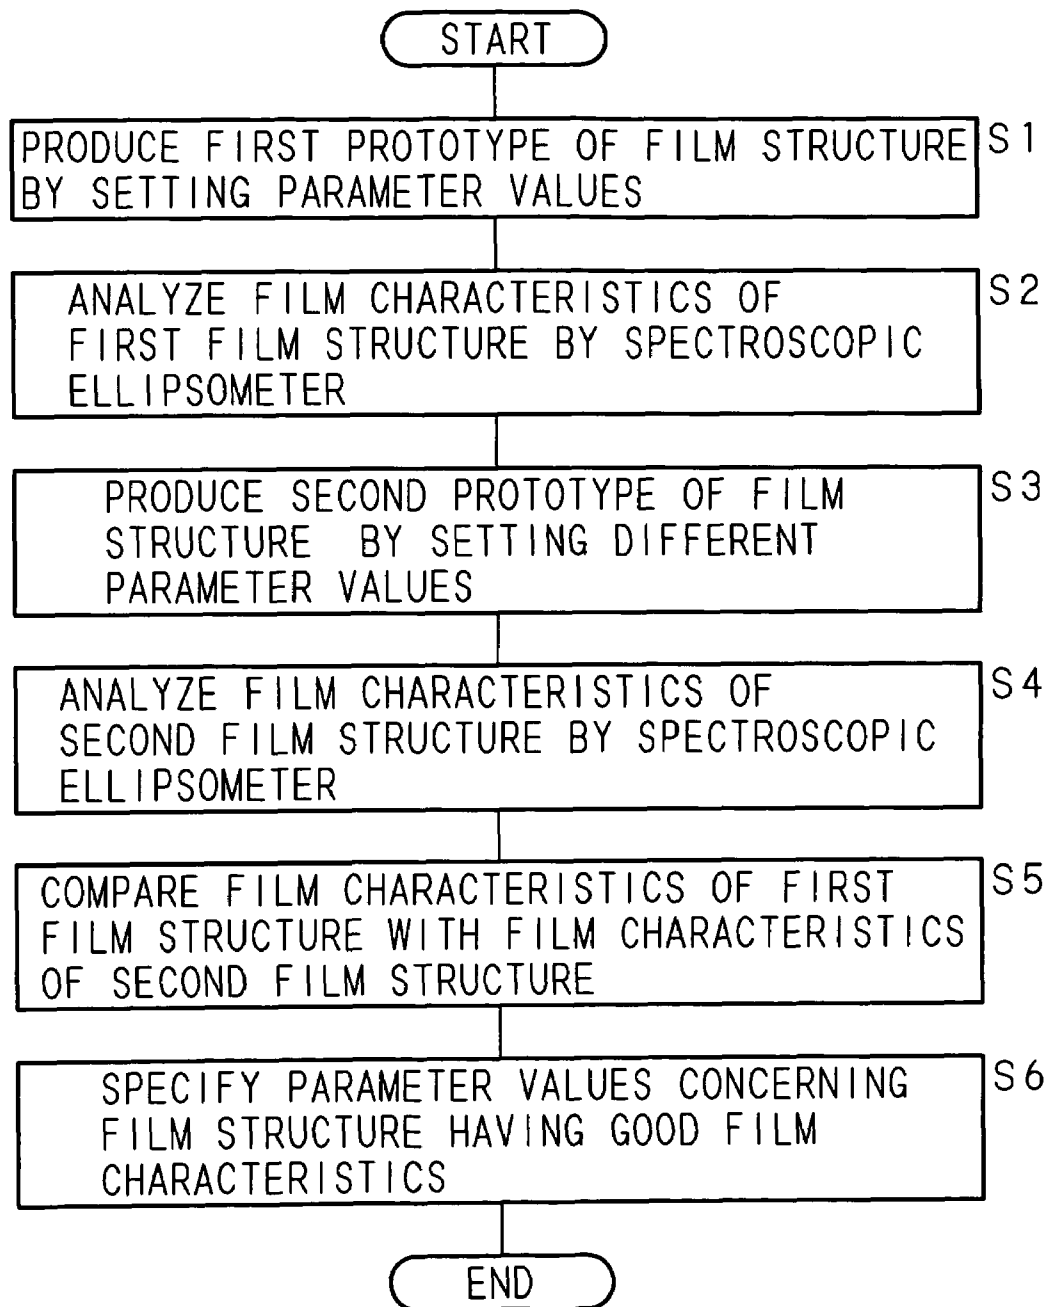 START
PRODUCE FIRST PROTOTYPE OF FILM STRUCTURE
BY SETTING PARAMETER VALUES
S1
ANALYZE FILM CHARACTERISTICS OF
FIRST FILM STRUCTURE BY SPECTROSCOPIC
ELLIPSOMETER
S2
PRODUCE SECOND PROTOTYPE OF FILM
STRUCTURE BY SETTING DIFFERENT
PARAMETER VALUES
S3
ANALYZE FILM CHARACTERISTICS OF
SECOND FILM STRUCTURE BY SPECTROSCOPIC
ELLIPSOMETER
S4
COMPARE FILM CHARACTERISTICS OF FIRST
FILM STRUCTURE WITH FILM CHARACTERISTICS
OF SECOND FILM STRUCTURE
S5
SPECIFY PARAMETER VALUES CONCERNING
FILM STRUCTURE HAVING GOOD FILM
CHARACTERISTICS
S6
END